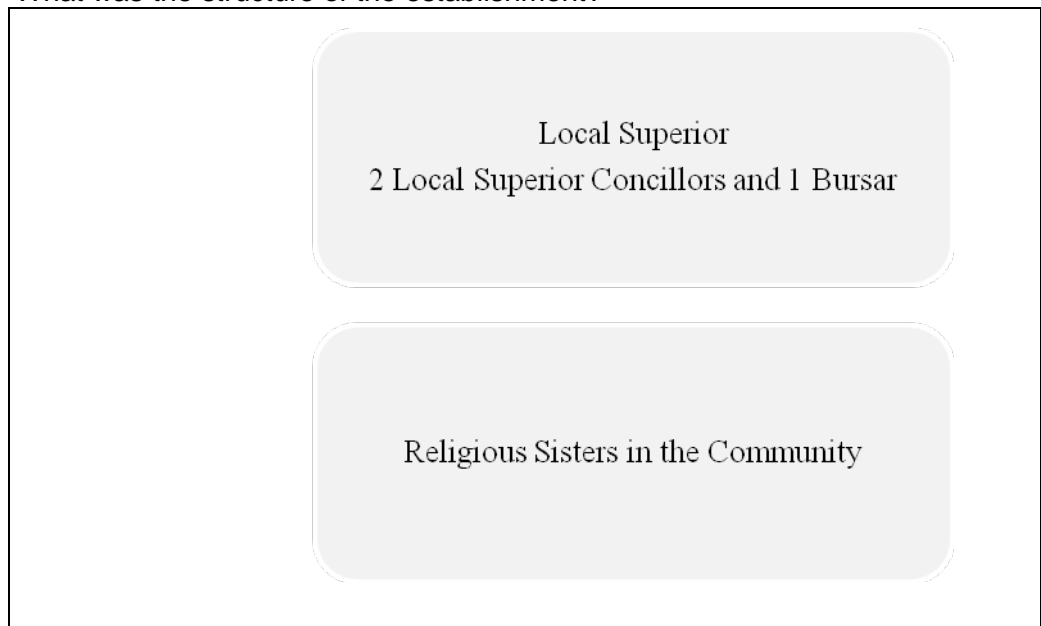 What was the structure of the establishment?
Local Superior
2 Local Superior Concillors and 1 Bursar
Religious Sisters in the Community